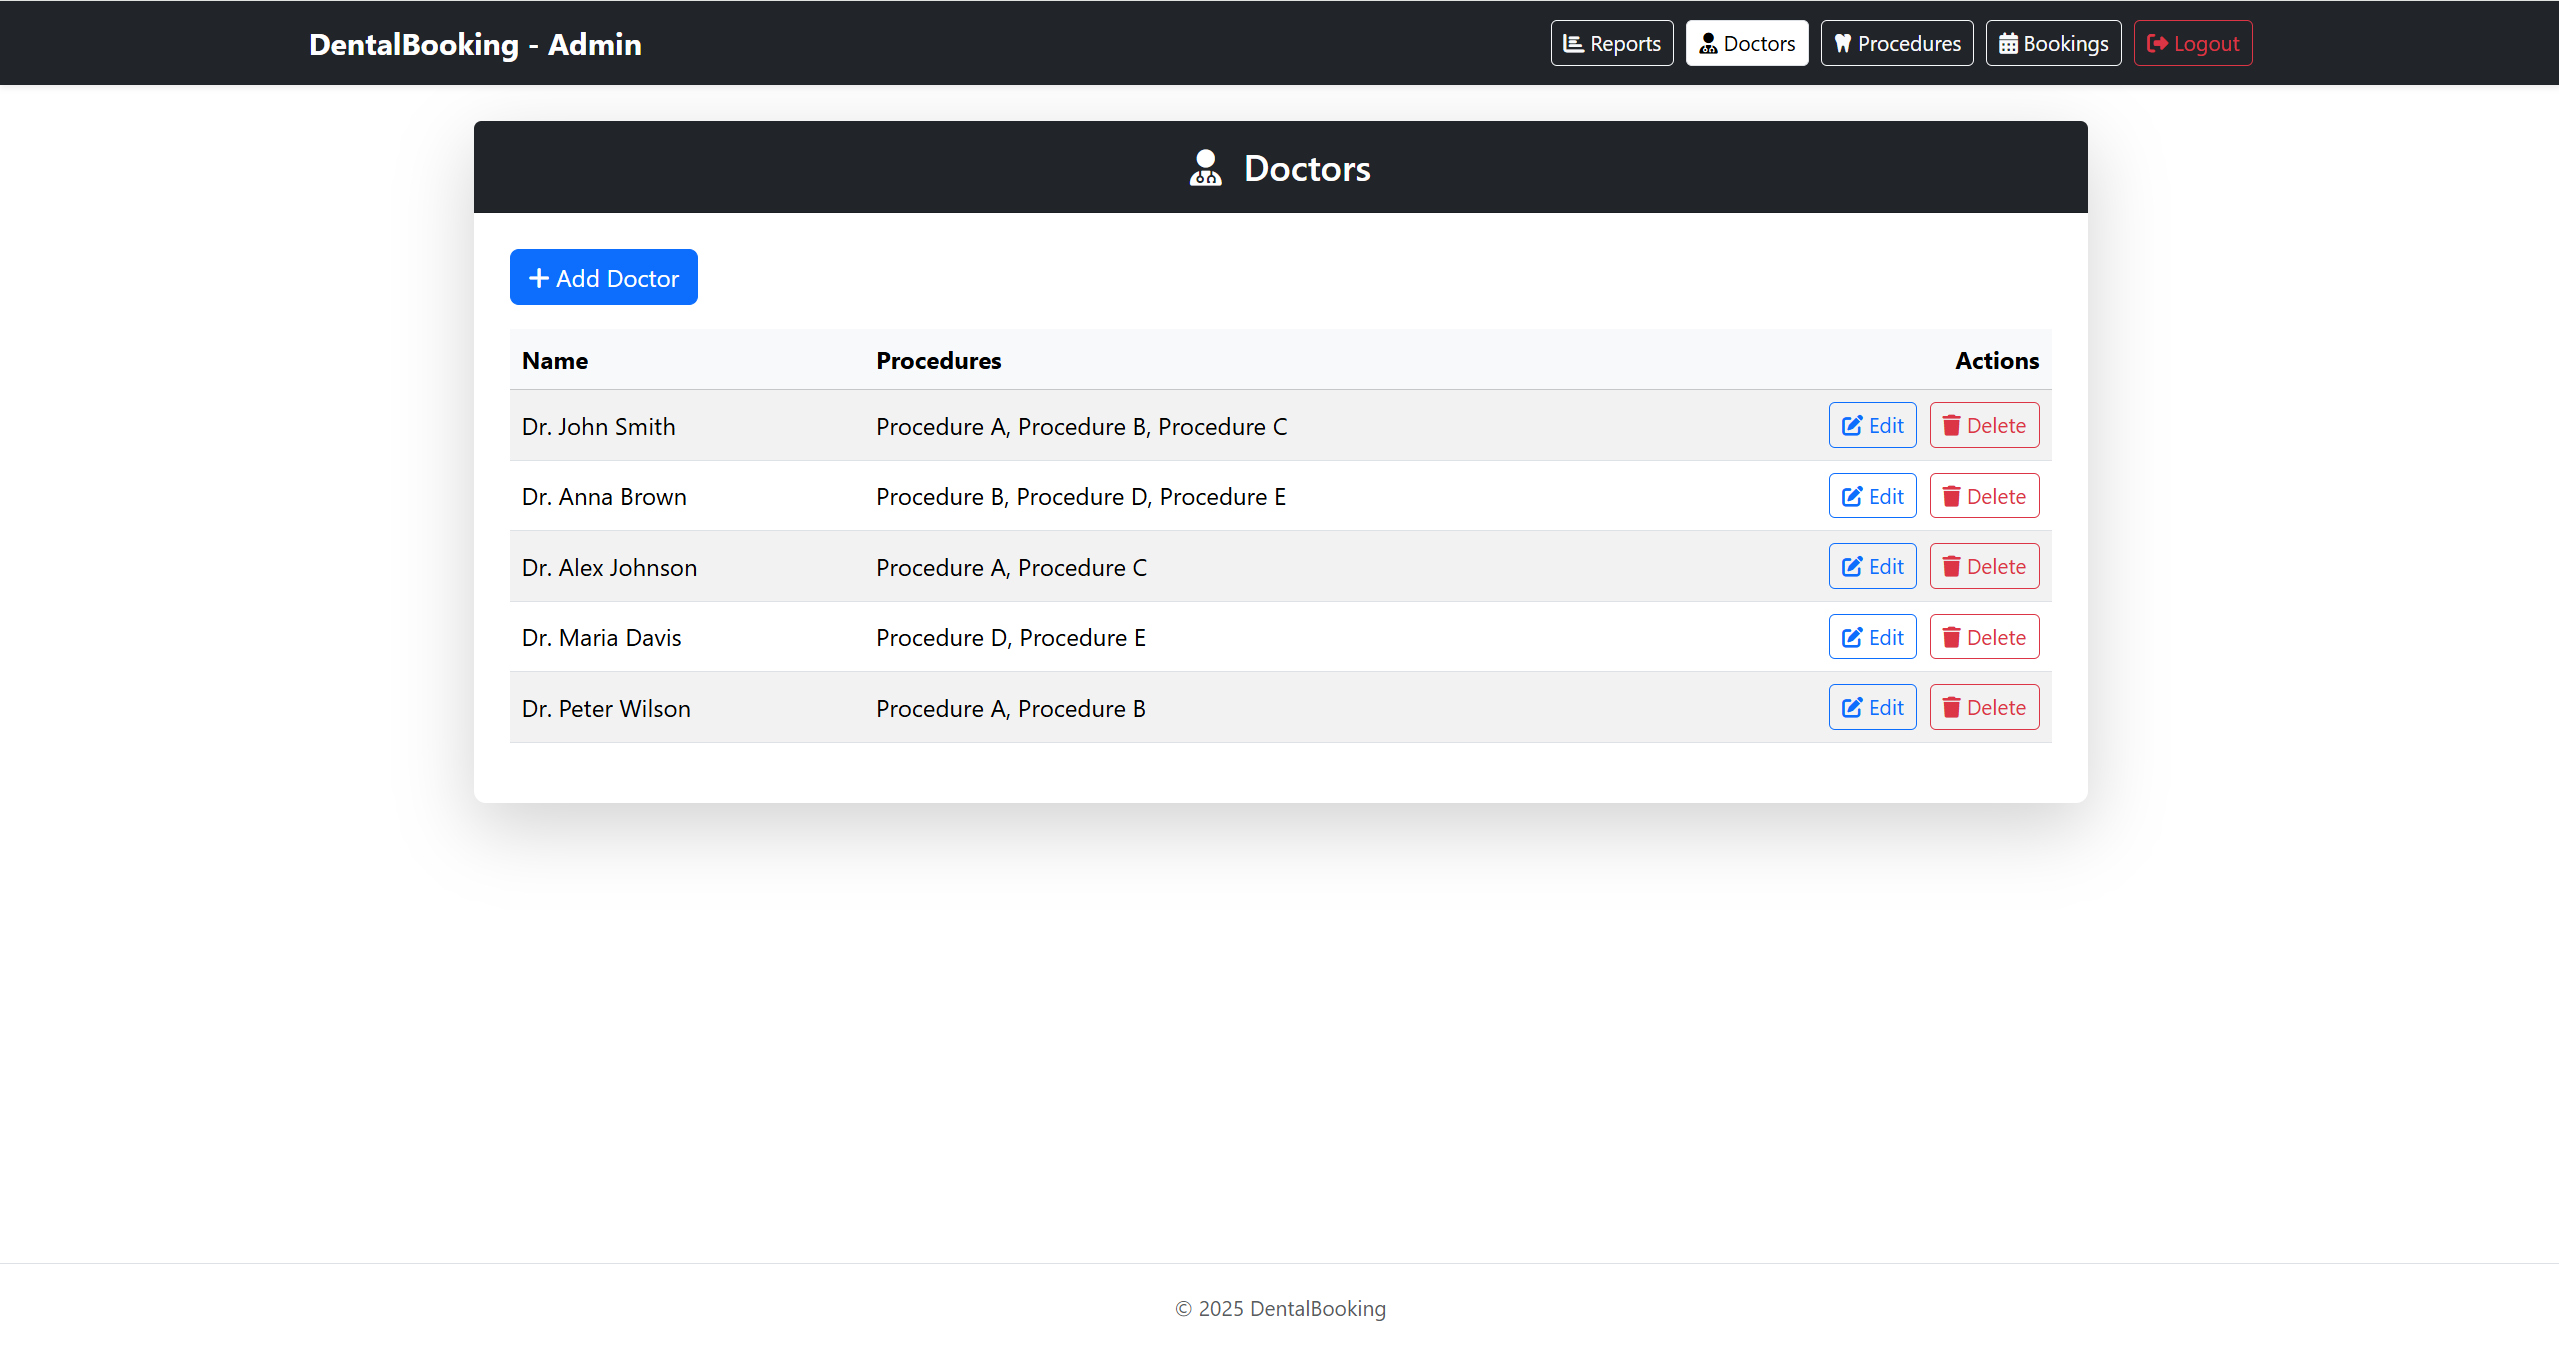 DentalBooking - Admin Reports Doctors Procedures Bookings Logout
Doctors
Add Doctor
Name Procedures Actions
Dr. John Smith Procedure A, Procedure B, Procedure C Edit Delete
Dr. Anna Brown Procedure B, Procedure D, Procedure E Edit Delete
Dr. Alex Johnson Procedure A, Procedure C Edit Delete
Dr. Maria Davis Procedure D, Procedure E Edit Delete
Dr. Peter Wilson Procedure A, Procedure B Edit Delete
© 2025 DentalBooking